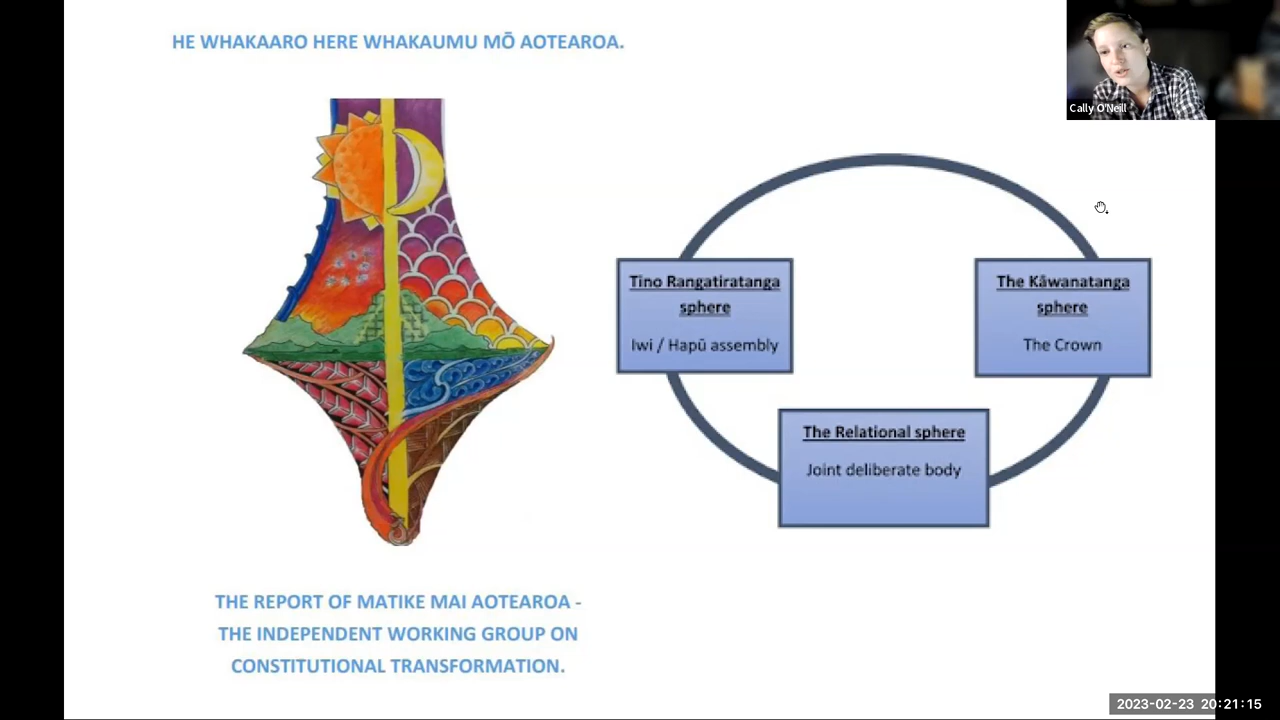 HE WHAKAARO HERE WHAKAUMU MŌ AOTEAROA.
Cally O'Neill
Tino Rangatiratanga
sphere
Iwi / Hapū assembly
The Kāwanatanga
sphere
The Crown
The Relational sphere
Joint deliberate body
THE REPORT OF MATIKE MAI AOTEAROA -
THE INDEPENDENT WORKING GROUP ON
CONSTITUTIONAL TRANSFORMATION.
2023-02-23 20:21:15